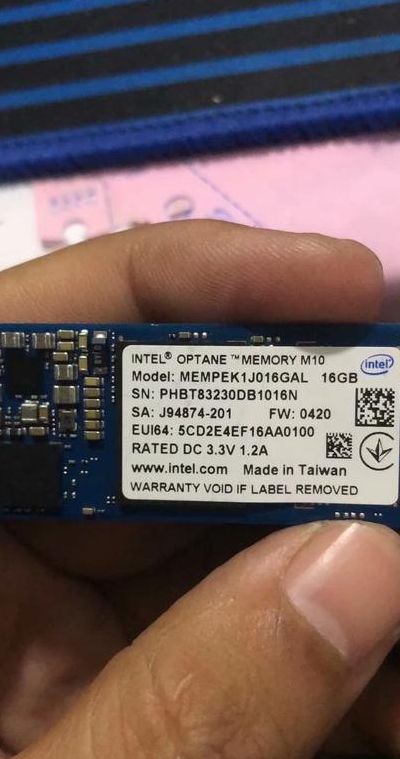 INTEL® OPTANE™ MEMORY M10
intel
Model: MEMPEK1J016GAL 16GB
SN: PHBT83230DB1016N
SA: J94874-201 FW: 0420
EUI64: 5CD2E4EF16AA0100
RATED DC 3.3V 1.2A
www.intel.com Made in Taiwan
WARRANTY VOID IF LABEL REMOVED